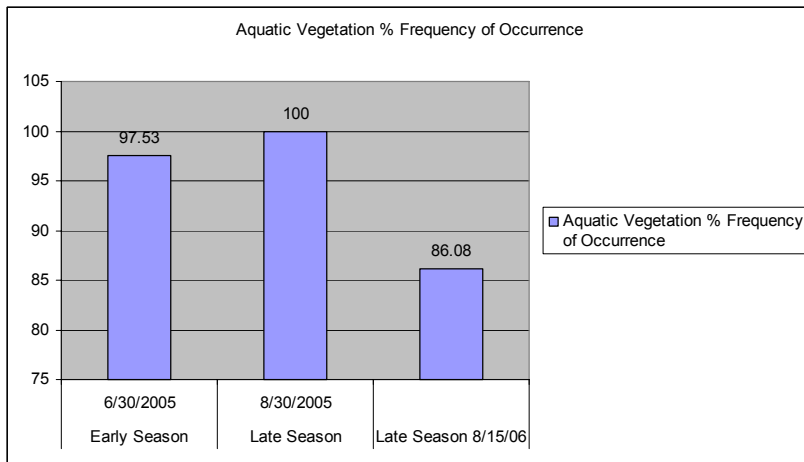 Aquatic Vegetation % Frequency of Occurrence
105
100
95
90
85
80
75
97.53
100
86.08
6/30/2005
8/30/2005
Early Season
Late Season
Late Season 8/15/06
Aquatic Vegetation % Frequency
of Occurrence